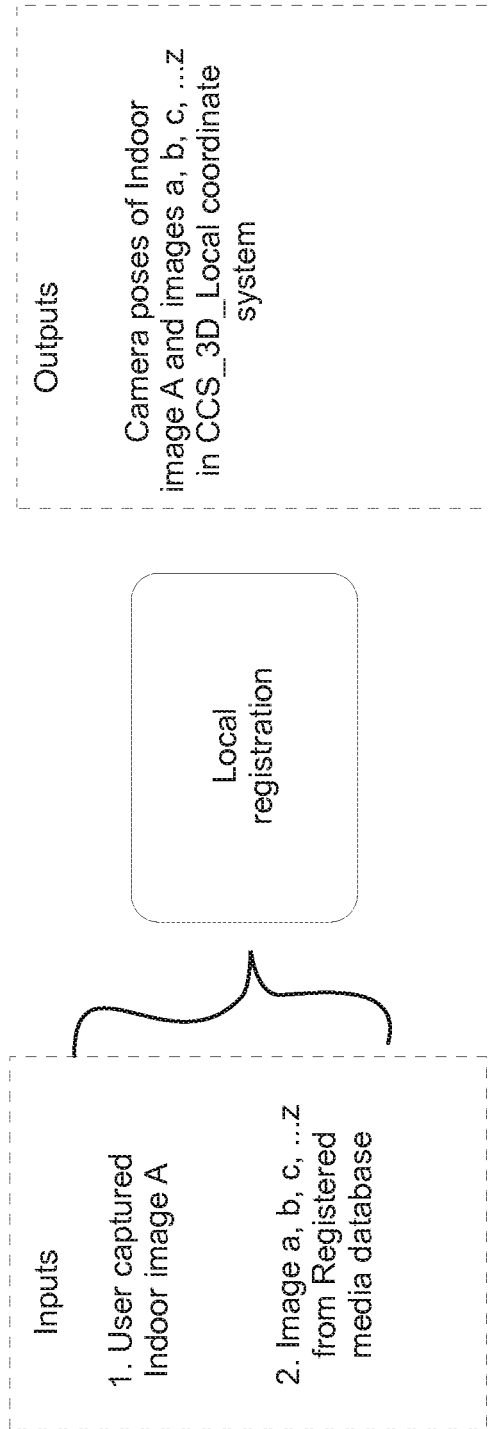 Inputs
1. User captured
Indoor image A
2. Image a, b, c, ...z
from Registered
media database
Local
registration
Outputs
Camera poses of Indoor
image A and images a, b, c, ...z
in CCS_3D_Local coordinate
system